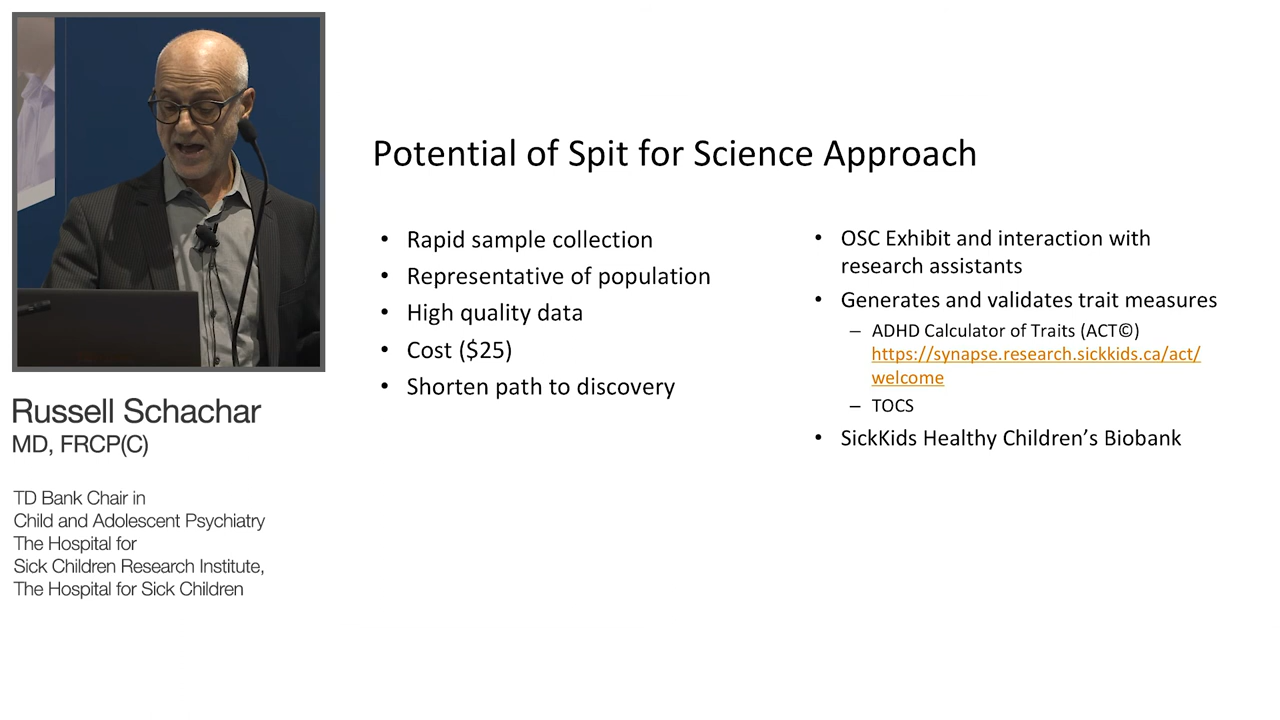 Russell Schachar
MD, FRCP(C)
TD Bank Chair in
Child and Adolescent Psychiatry
The Hospital for
Sick Children Research Institute,
The Hospital for Sick Children
Potential of Spit for Science Approach
• Rapid sample collection
• Representative of population
• High quality data
• Cost ($25)
• Shorten path to discovery
• OSC Exhibit and interaction with
research assistants
• Generates and validates trait measures
– ADHD Calculator of Traits (ACT©)
https://synapse.research.sickkids.ca/act/
welcome
– TOCS
• SickKids Healthy Children’s Biobank